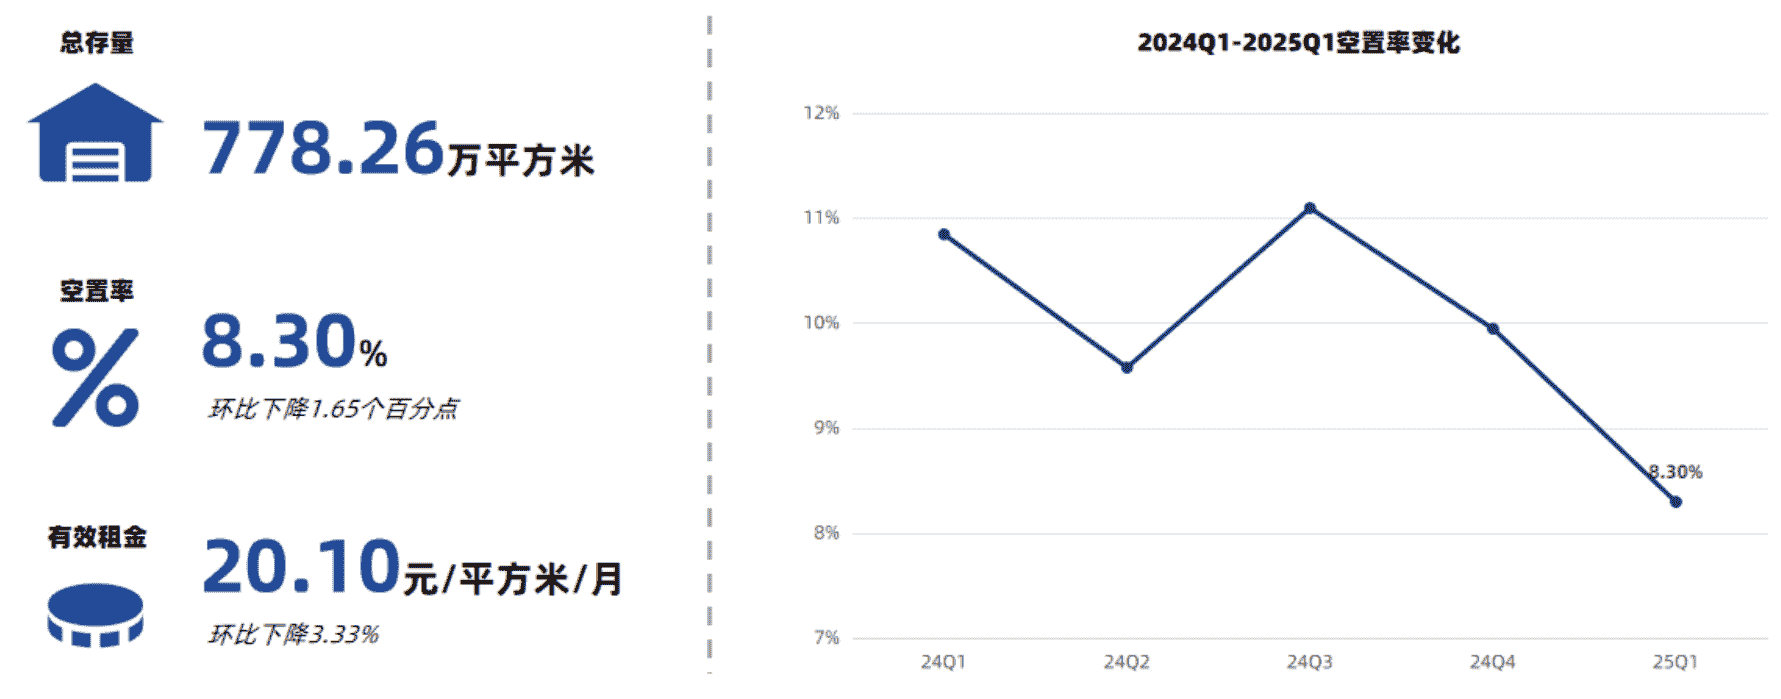 总存量
778.26万平方米
空置率
8.30%
环比下降1.65个百分点
有效租金
20.10元/平方米/月
环比下降3.33%
2024Q1-2025Q1空置率变化
12%
11%
10%
9%
8%
7%
8.30%
24Q1 24Q2 24Q3 24Q4 25Q1